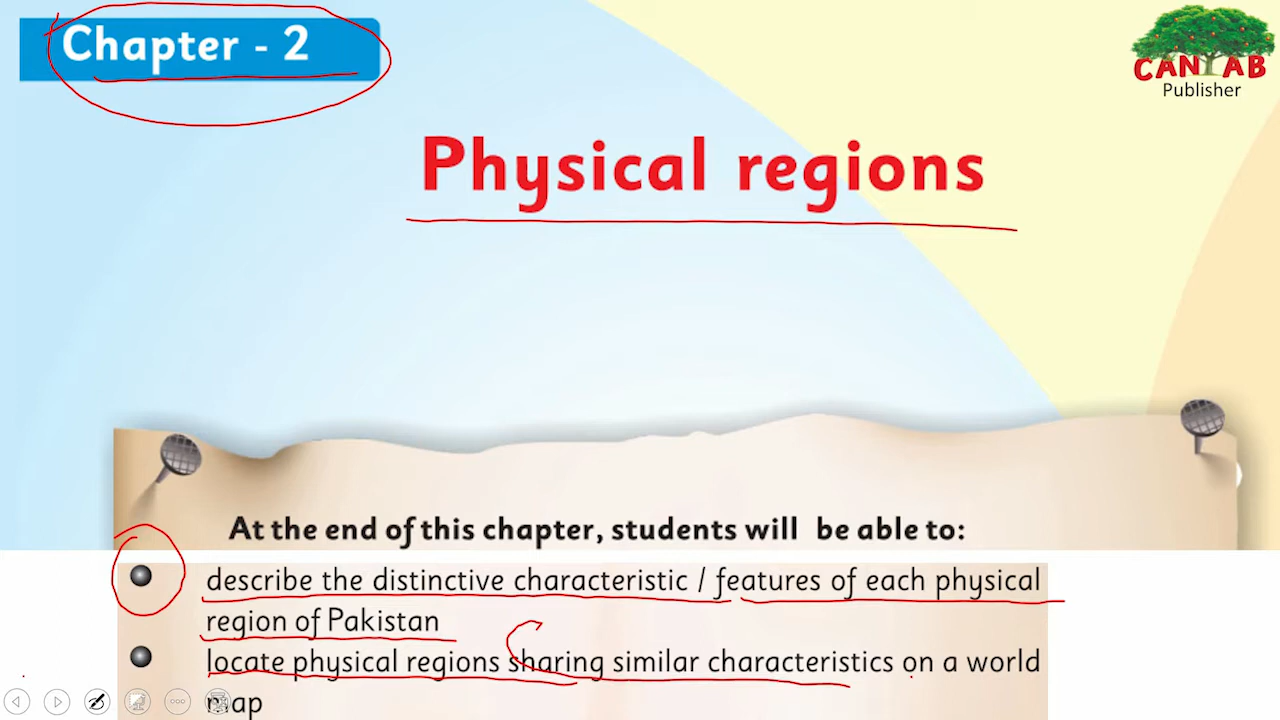 Chapter - 2
CANTAB
Publisher
Physical regions
At the end of this chapter, students will be able to:
describe the distinctive characteristic / features of each physical
region of Pakistan
locate physical regions sharing similar characteristics on a world
map